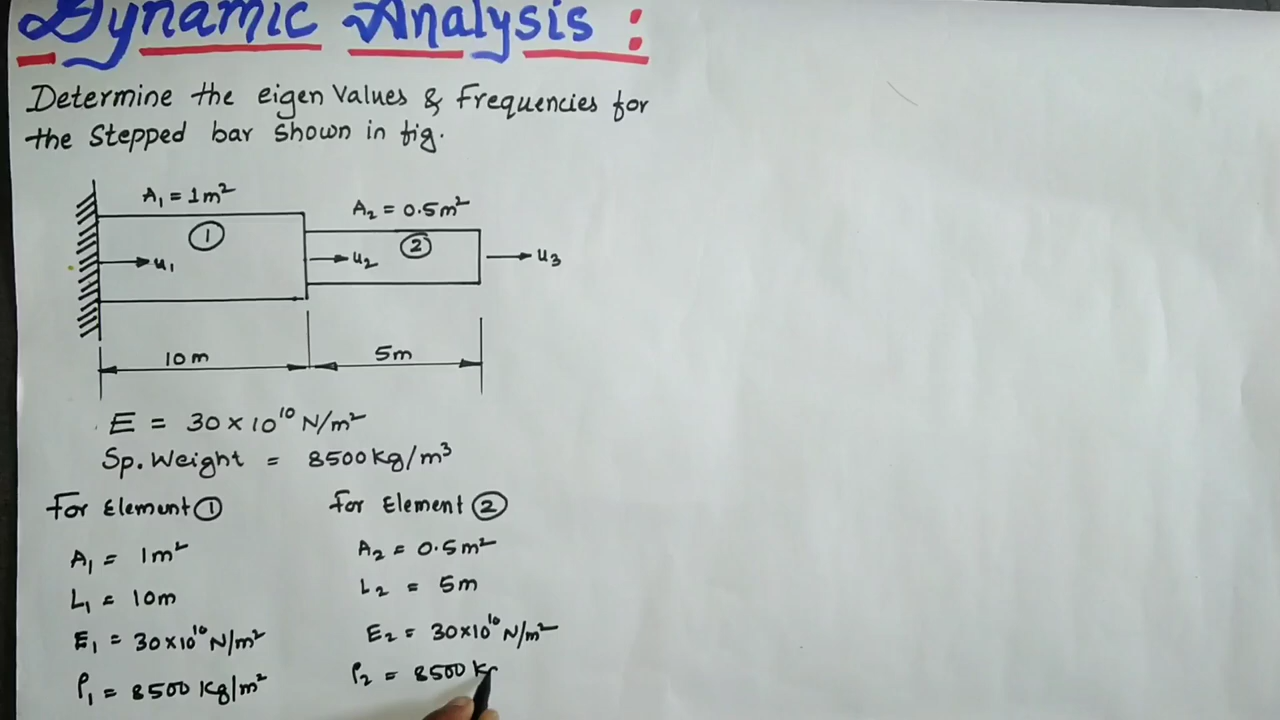 Dynamic Analysis :
Determine the eigen Values & Frequencies for
the Stepped bar shown in fig.
A₁ = 1m²
A₂ = 0.5m²
①
②
u₁
u₂
u₃
10m
5m
E = 30×10¹⁰ N/m²
Sp. Weight = 8500 kg/m³
For Element ①
For Element ②
A₁ = 1m²
A₂ = 0.5m²
L₁ = 10m
L₂ = 5m
E₁ = 30×10¹⁰ N/m²
E₂ = 30×10¹⁰ N/m²
ρ₁ = 8500 kg/m²
ρ₂ = 8500 k